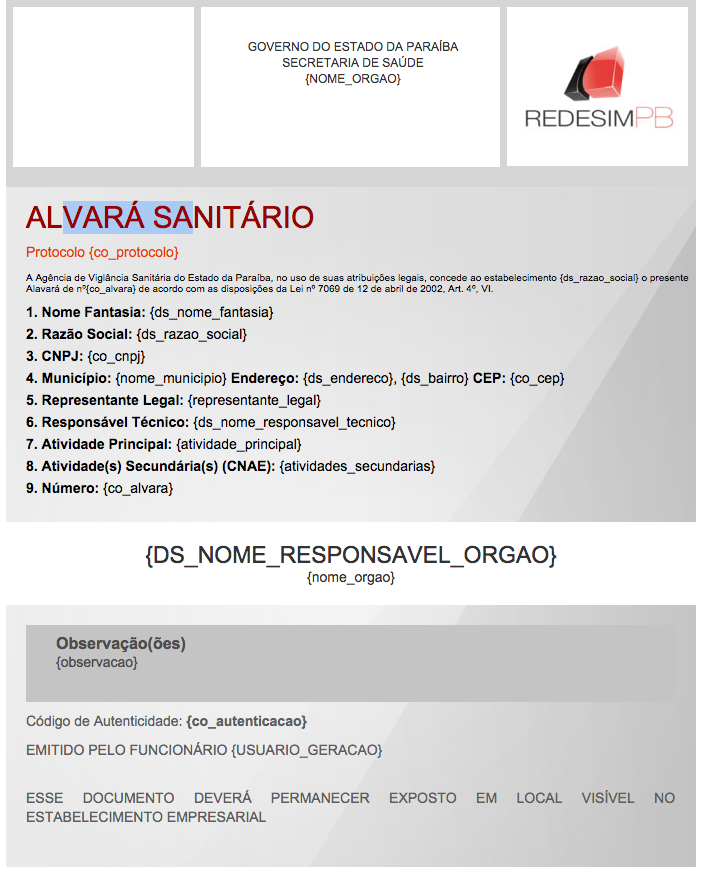 GOVERNO DO ESTADO DA PARAÍBA
SECRETARIA DE SAÚDE
{NOME_ORGAO}
REDESIMPB
ALVARÁ SANITÁRIO
Protocolo {co_protocolo}
A Agência de Viglância Sanitária do Estado da Paraíba, no uso de suas atribuições legais, concede ao estabelecimento {ds_razao_social} o presente
Alavará de nº{co_alvara} de acordo com as disposições da Lei nº 7069 de 12 de abril de 2002, Art. 4º, VI.
1. Nome Fantasia: {ds_nome_fantasia}
2. Razão Social: {ds_razao_social}
3. CNPJ: {co_cnpj}
4. Município: {nome_municipio} Endereço: {ds_endereco}, {ds_bairro} CEP: {co_cep}
5. Representante Legal: {representante_legal}
6. Responsável Técnico: {ds_nome_responsavel_tecnico}
7. Atividade Principal: {atividade_principal}
8. Atividade(s) Secundária(s) (CNAE): {atividades_secundarias}
9. Número: {co_alvara}
{DS_NOME_RESPONSAVEL_ORGAO}
{nome_orgao}
Observação(ões)
{observacao}
Código de Autenticidade: {co_autenticacao}
EMITIDO PELO FUNCIONÁRIO {USUARIO_GERACAO}
ESSE DOCUMENTO DEVERÁ PERMANECER EXPOSTO EM LOCAL VISÍVEL NO
ESTABELECIMENTO EMPRESARIAL